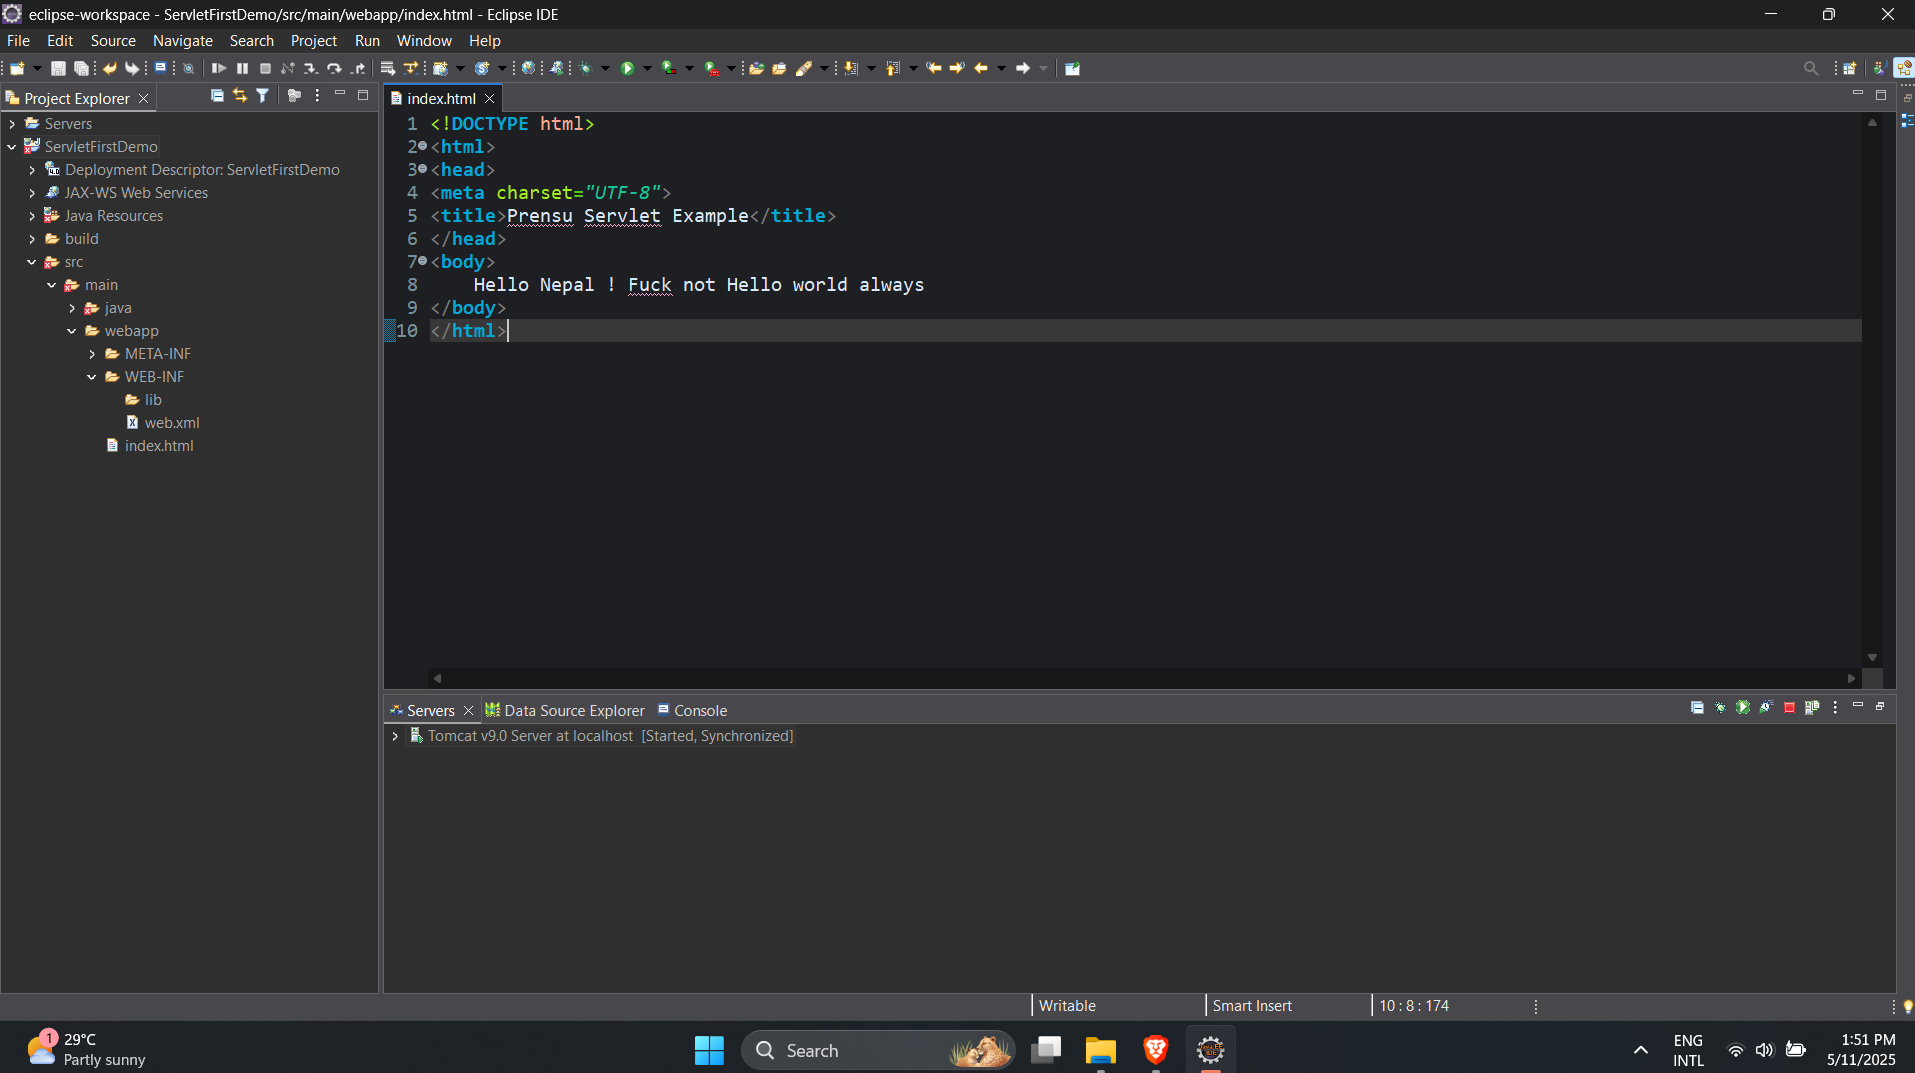 eclipse-workspace - ServletFirstDemo/src/main/webapp/index.html - Eclipse IDE
File Edit Source Navigate Search Project Run Window Help
Project Explorer
Servers
ServletFirstDemo
Deployment Descriptor: ServletFirstDemo
JAX-WS Web Services
Java Resources
build
src
main
java
webapp
META-INF
WEB-INF
lib
web.xml
index.html
index.html
1 <!DOCTYPE html>
2 <html>
3 <head>
4 <meta charset="UTF-8">
5 <title>Prensu Servlet Example</title>
6 </head>
7 <body>
8 Hello Nepal ! Fuck not Hello world always
9 </body>
10 </html>
Servers Data Source Explorer Console
Tomcat v9.0 Server at localhost [Started, Synchronized]
Writable Smart Insert 10 : 8 : 174
1
29°C
Partly sunny
Search
ENG
INTL
1:51 PM
5/11/2025